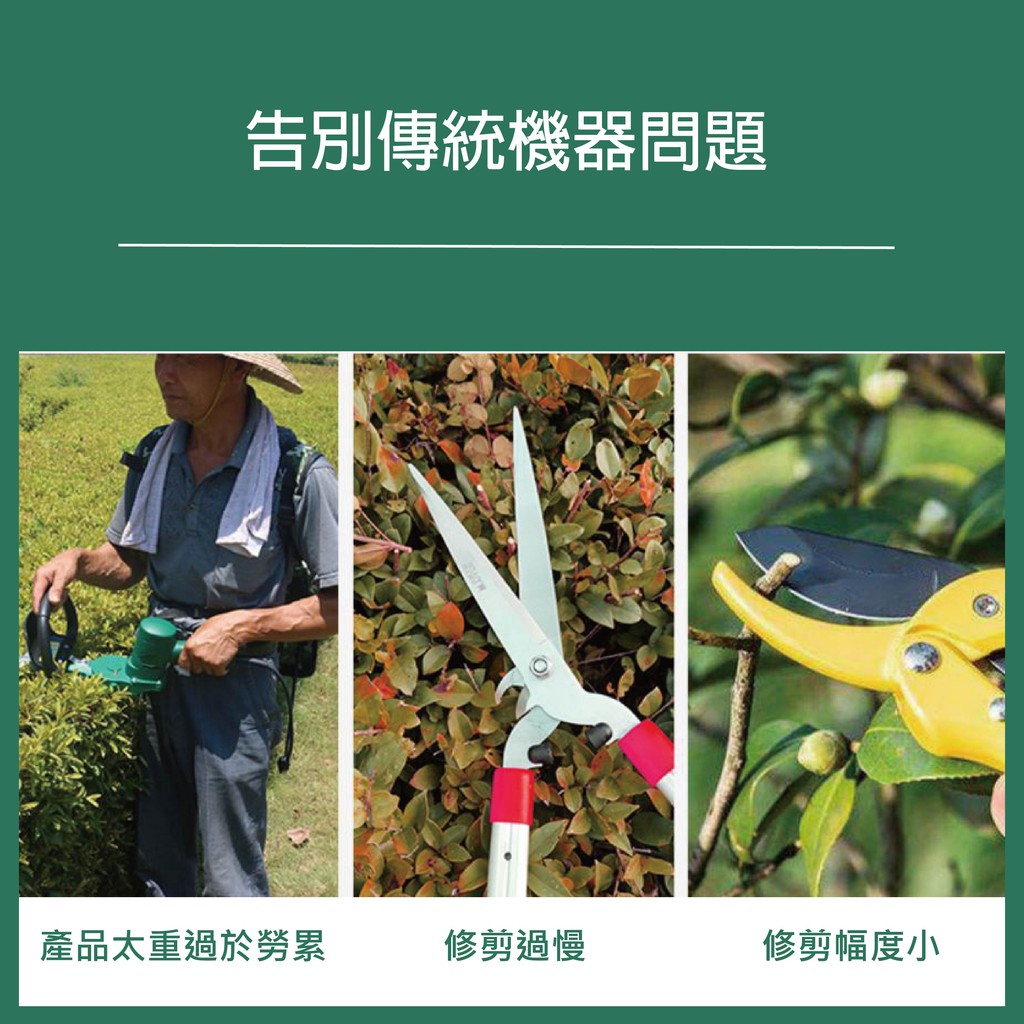 告別傳統機器問題
產品太重過於勞累
修剪過慢
修剪幅度小